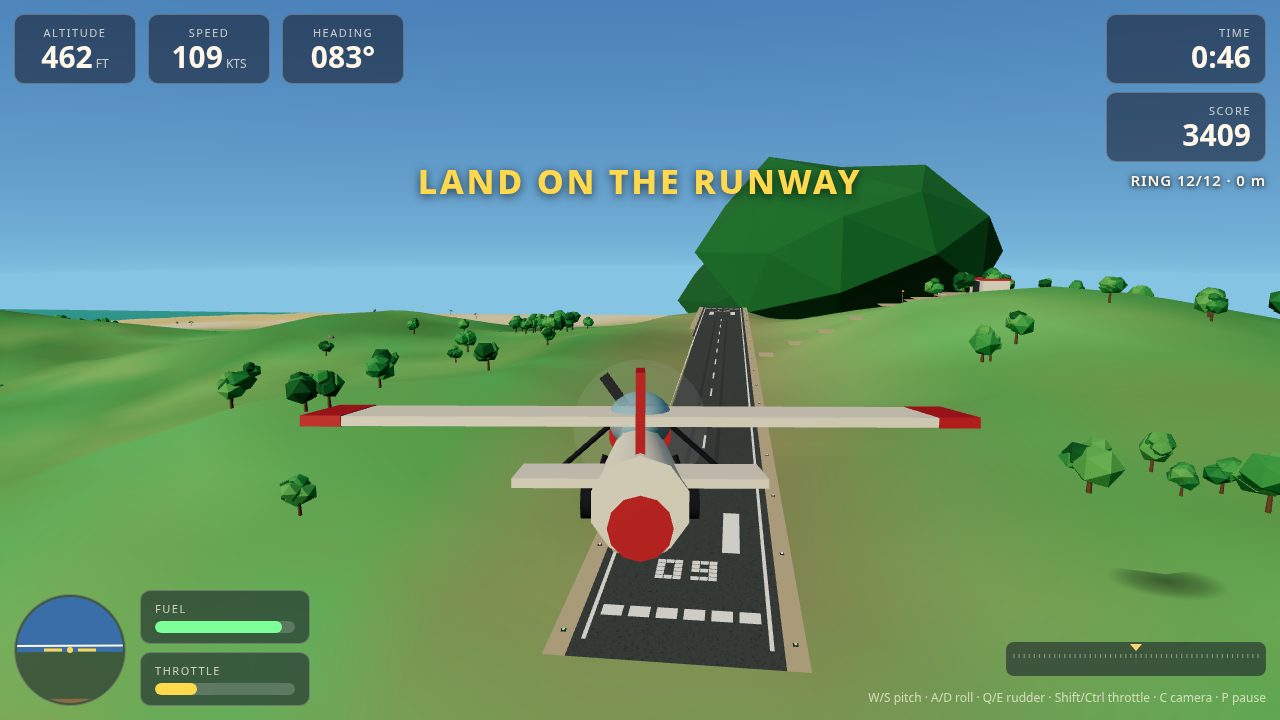 ALTITUDE
462 FT
SPEED
109 KTS
HEADING
083°
TIME
0:46
SCORE
3409
RING 12/12 · 0 m
LAND ON THE RUNWAY
09
FUEL
THROTTLE
W/S pitch · A/D roll · Q/E rudder · Shift/Ctrl throttle · C camera · P pause